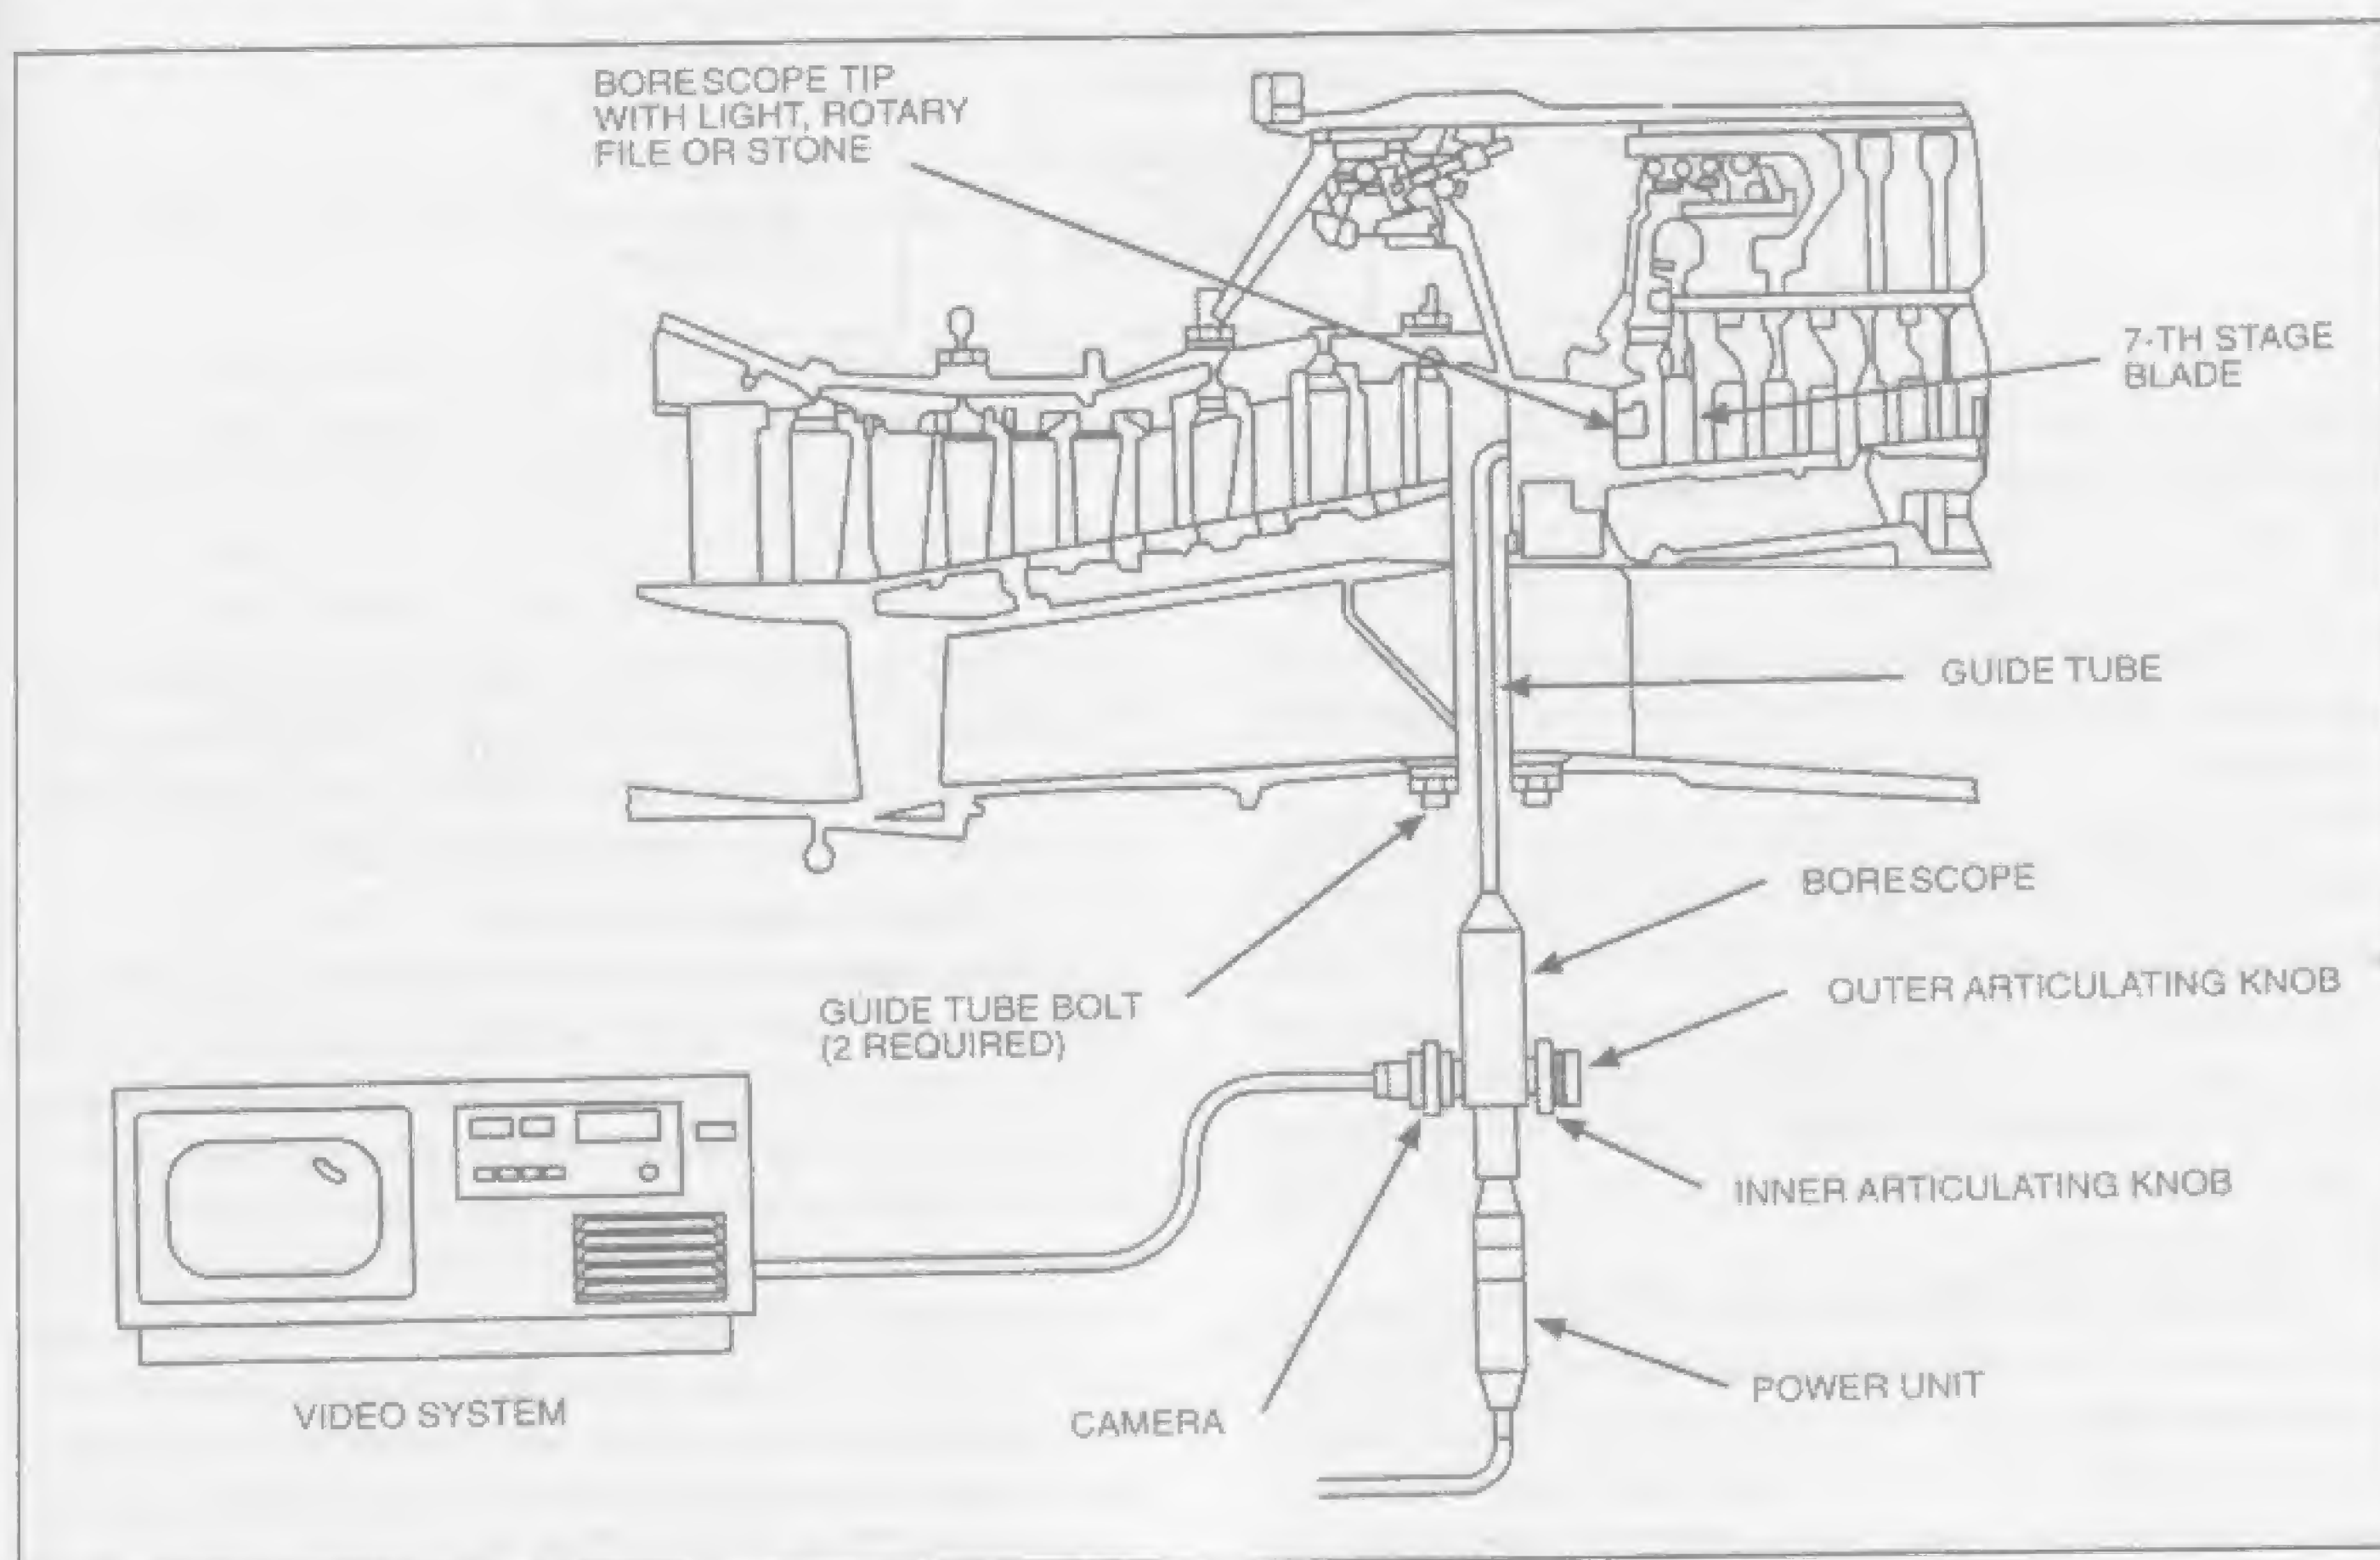 BORESCOPE TIP
WITH LIGHT, ROTARY
FILE OR STONE
7-TH STAGE
BLADE
GUIDE TUBE
BORESCOPE
OUTER ARTICULATING KNOB
GUIDE TUBE BOLT
(2 REQUIRED)
INNER ARTICULATING KNOB
POWER UNIT
CAMERA
VIDEO SYSTEM